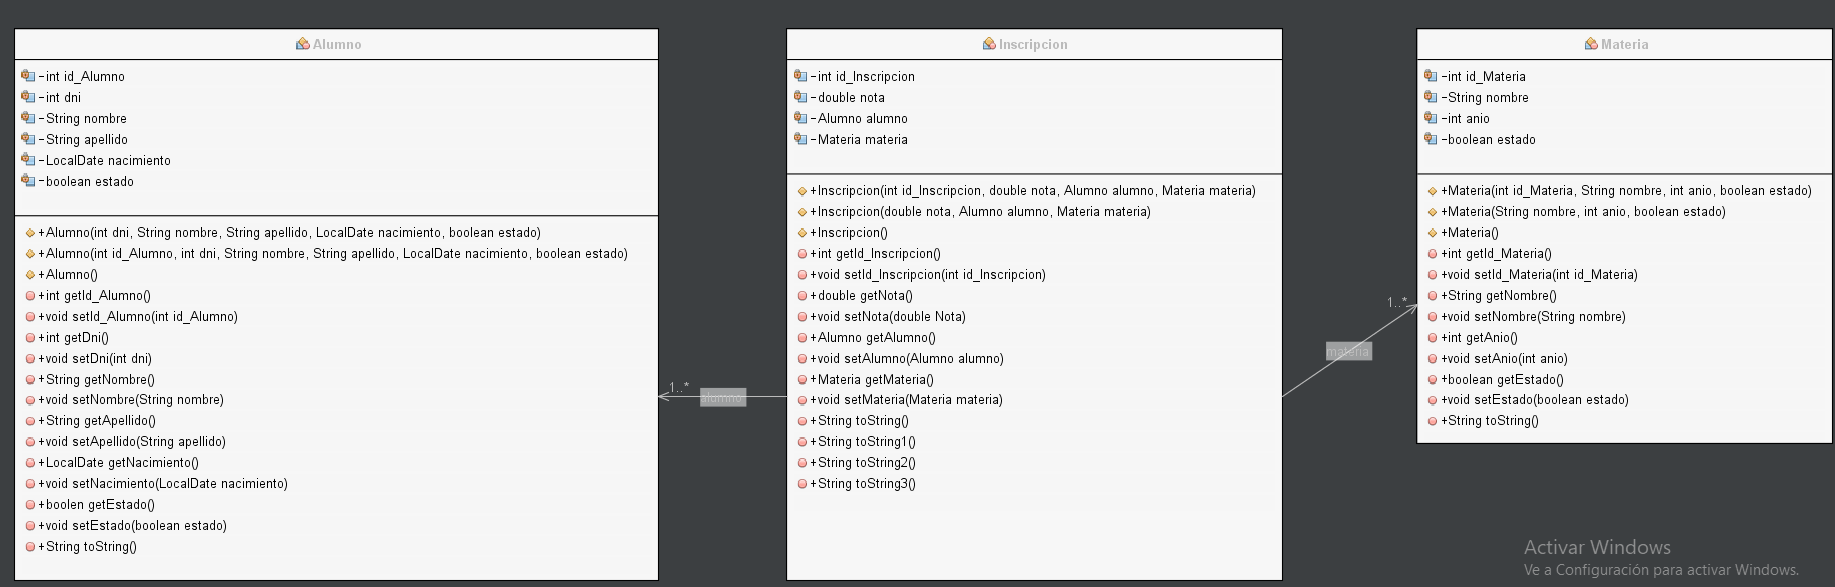 Alumno
-int id_Alumno
-int dni
-String nombre
-String apellido
-LocalDate nacimiento
-boolean estado
+Alumno(int dni, String nombre, String apellido, LocalDate nacimiento, boolean estado)
+Alumno(int id_Alumno, int dni, String nombre, String apellido, LocalDate nacimiento, boolean estado)
+Alumno()
+int getId_Alumno()
+void setId_Alumno(int id_Alumno)
+int getDni()
+void setDni(int dni)
+String getNombre()
+void setNombre(String nombre)
+String getApellido()
+void setApellido(String apellido)
+LocalDate getNacimiento()
+void setNacimiento(LocalDate nacimiento)
+boolen getEstado()
+void setEstado(boolean estado)
+String toString()
1..*
alumno
Inscripcion
-int id_Inscripcion
-double nota
-Alumno alumno
-Materia materia
+Inscripcion(int id_Inscripcion, double nota, Alumno alumno, Materia materia)
+Inscripcion(double nota, Alumno alumno, Materia materia)
+Inscripcion()
+int getId_Inscripcion()
+void setId_Inscripcion(int id_Inscripcion)
+double getNota()
+void setNota(double Nota)
+Alumno getAlumno()
+void setAlumno(Alumno alumno)
+Materia getMateria()
+void setMateria(Materia materia)
+String toString()
+String toString1()
+String toString2()
+String toString3()
1..*
materia
Materia
-int id_Materia
-String nombre
-int anio
-boolean estado
+Materia(int id_Materia, String nombre, int anio, boolean estado)
+Materia(String nombre, int anio, boolean estado)
+Materia()
+int getId_Materia()
+void setId_Materia(int id_Materia)
+String getNombre()
+void setNombre(String nombre)
+int getAnio()
+void setAnio(int anio)
+boolean getEstado()
+void setEstado(boolean estado)
+String toString()
Activar Windows
Ve a Configuración para activar Windows.